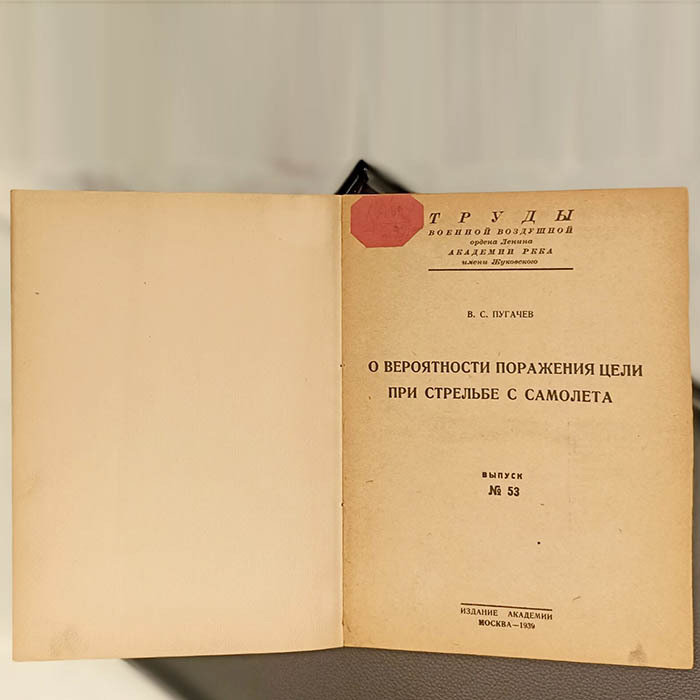 ТРУДЫ
ВОЕННОЙ ВОЗДУШНОЙ
ордена Ленина
АКАДЕМИИ РККА
имени Жуковского
В. С. ПУГАЧЕВ
О ВЕРОЯТНОСТИ ПОРАЖЕНИЯ ЦЕЛИ
ПРИ СТРЕЛЬБЕ С САМОЛЕТА
ВЫПУСК
№ 53
ИЗДАНИЕ АКАДЕМИИ
МОСКВА—1939